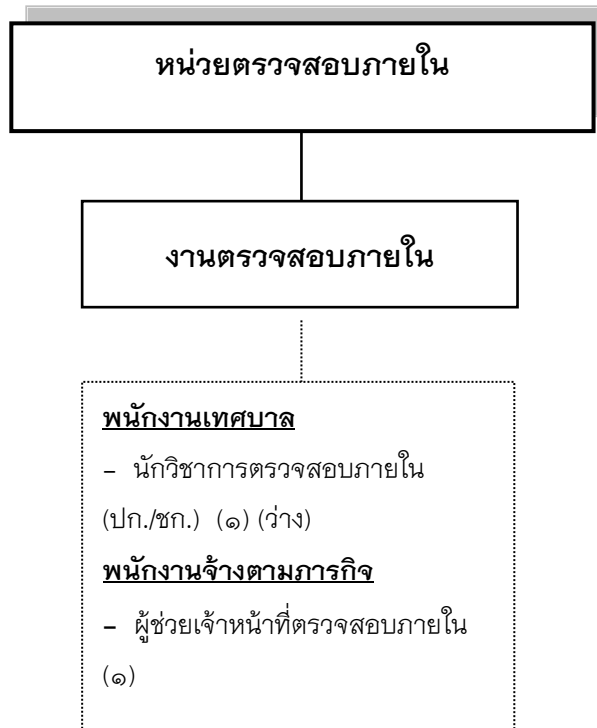 หน่วยตรวจสอบภายใน
งานตรวจสอบภายใน
พนักงานเทศบาล
- นักวิชาการตรวจสอบภายใน
(ปก./ชก.) (๑) (ว่าง)
พนักงานจ้างตามภารกิจ
- ผู้ช่วยเจ้าหน้าที่ตรวจสอบภายใน
(๑)